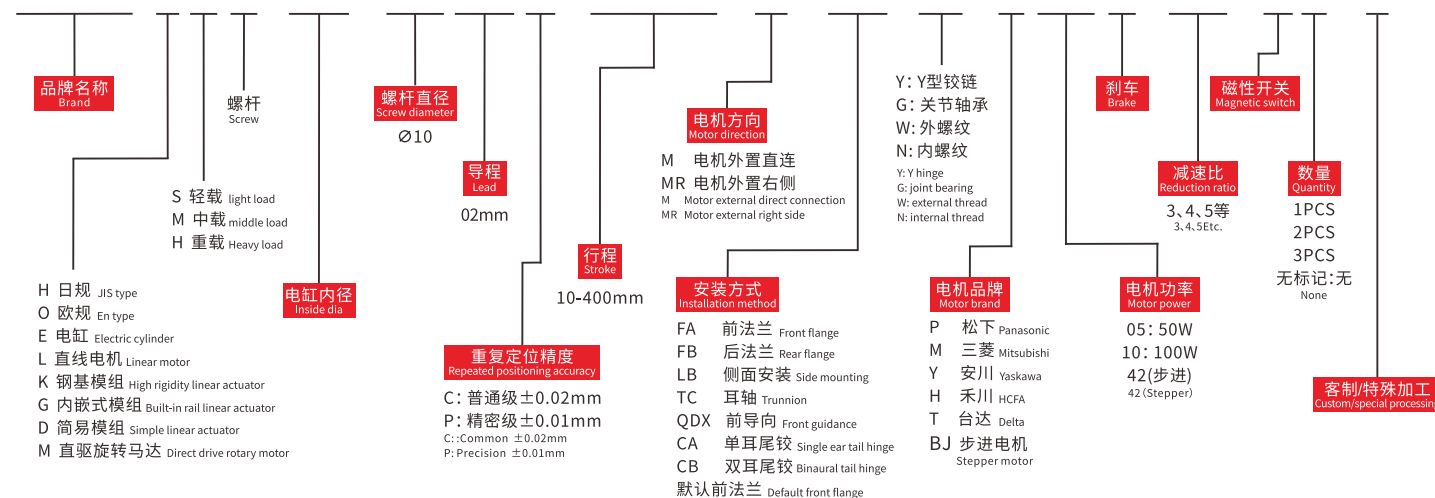 品牌名称
Brand
H 日规 JIS type
O 欧规 En type
E 电缸 Electric cylinder
L 直线电机 Linear motor
K 钢基模组 High rigidity linear actuator
G 内嵌式模组 Built-in rail linear actuator
D 简易模组 Simple linear actuator
M 直驱旋转马达 Direct drive rotary motor
S 轻载 light load
M 中载 middle load
H 重载 Heavy load
螺杆
Screw
电缸内径
Inside dia
螺杆直径
Screw diameter
∅10
导程
Lead
02mm
重复定位精度
Repeated positioning accuracy
C: 普通级±0.02mm
P: 精密级±0.01mm
C::Common ±0.02mm
P: Precision ±0.01mm
行程
Stroke
10-400mm
电机方向
Motor direction
M 电机外置直连
MR 电机外置右侧
M Motor external direct connection
MR Motor external right side
安装方式
Installation method
FA 前法兰 Front flange
FB 后法兰 Rear flange
LB 侧面安装 Side mounting
TC 耳轴 Trunnion
QDX 前导向 Front guidance
CA 单耳尾铰 Single ear tail hinge
CB 双耳尾铰 Binaural tail hinge
默认前法兰 Default front flange
Y: Y型铰链
G: 关节轴承
W: 外螺纹
N: 内螺纹
Y: Y hinge
G: joint bearing
W: external thread
N: internal thread
电机品牌
Motor brand
P 松下 Panasonic
M 三菱 Mitsubishi
Y 安川 Yaskawa
H 禾川 HCFA
T 台达 Delta
BJ 步进电机
Stepper motor
电机功率
Motor power
05: 50W
10: 100W
42(步进)
42 (Stepper)
刹车
Brake
减速比
Reduction ratio
3、4、5等
3、4、5Etc.
磁性开关
Magnetic switch
数量
Quantity
1PCS
2PCS
3PCS
无标记:无
None
客制/特殊加工
Custom/special processing